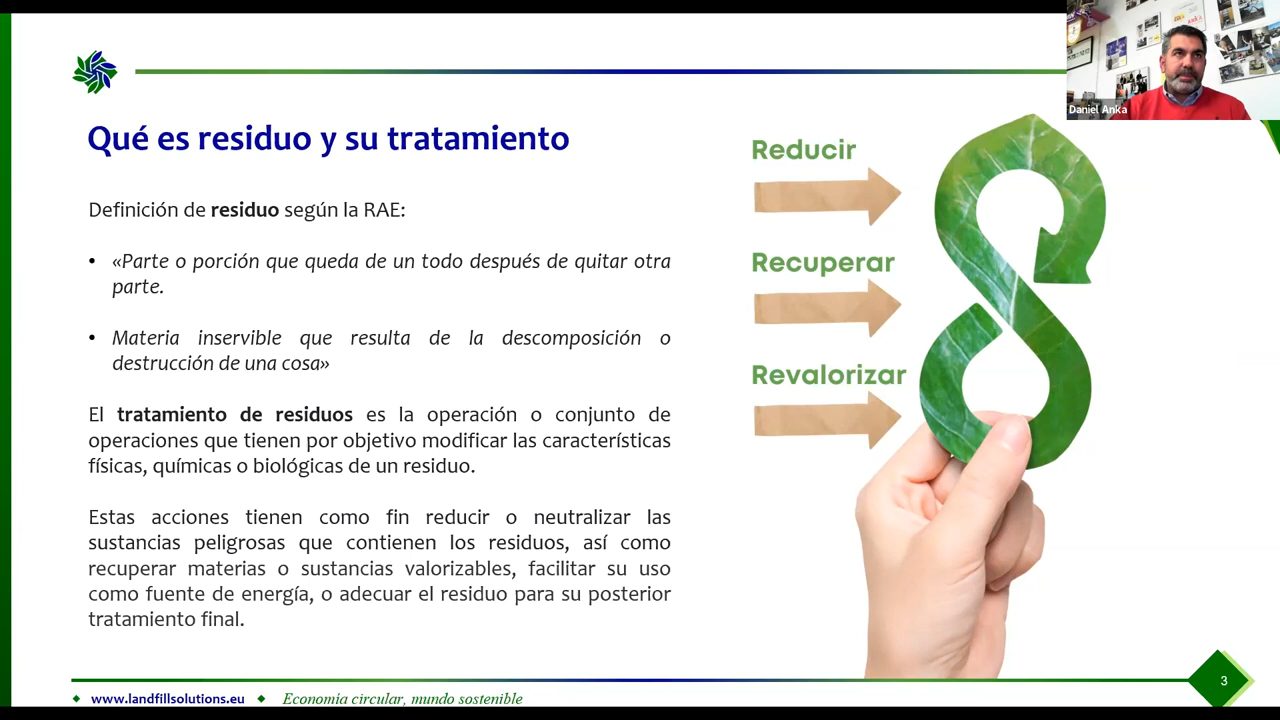 Daniel Anka
Qué es residuo y su tratamiento
Definición de residuo según la RAE:
• «Parte o porción que queda de un todo después de quitar otra
parte.
• Materia inservible que resulta de la descomposición o
destrucción de una cosa»
El tratamiento de residuos es la operación o conjunto de
operaciones que tienen por objetivo modificar las características
físicas, químicas o biológicas de un residuo.
Estas acciones tienen como fin reducir o neutralizar las
sustancias peligrosas que contienen los residuos, así como
recuperar materias o sustancias valorizables, facilitar su uso
como fuente de energía, o adecuar el residuo para su posterior
tratamiento final.
Reducir
Recuperar
Revalorizar
www.landfillsolutions.eu ◆ Economía circular, mundo sostenible
3